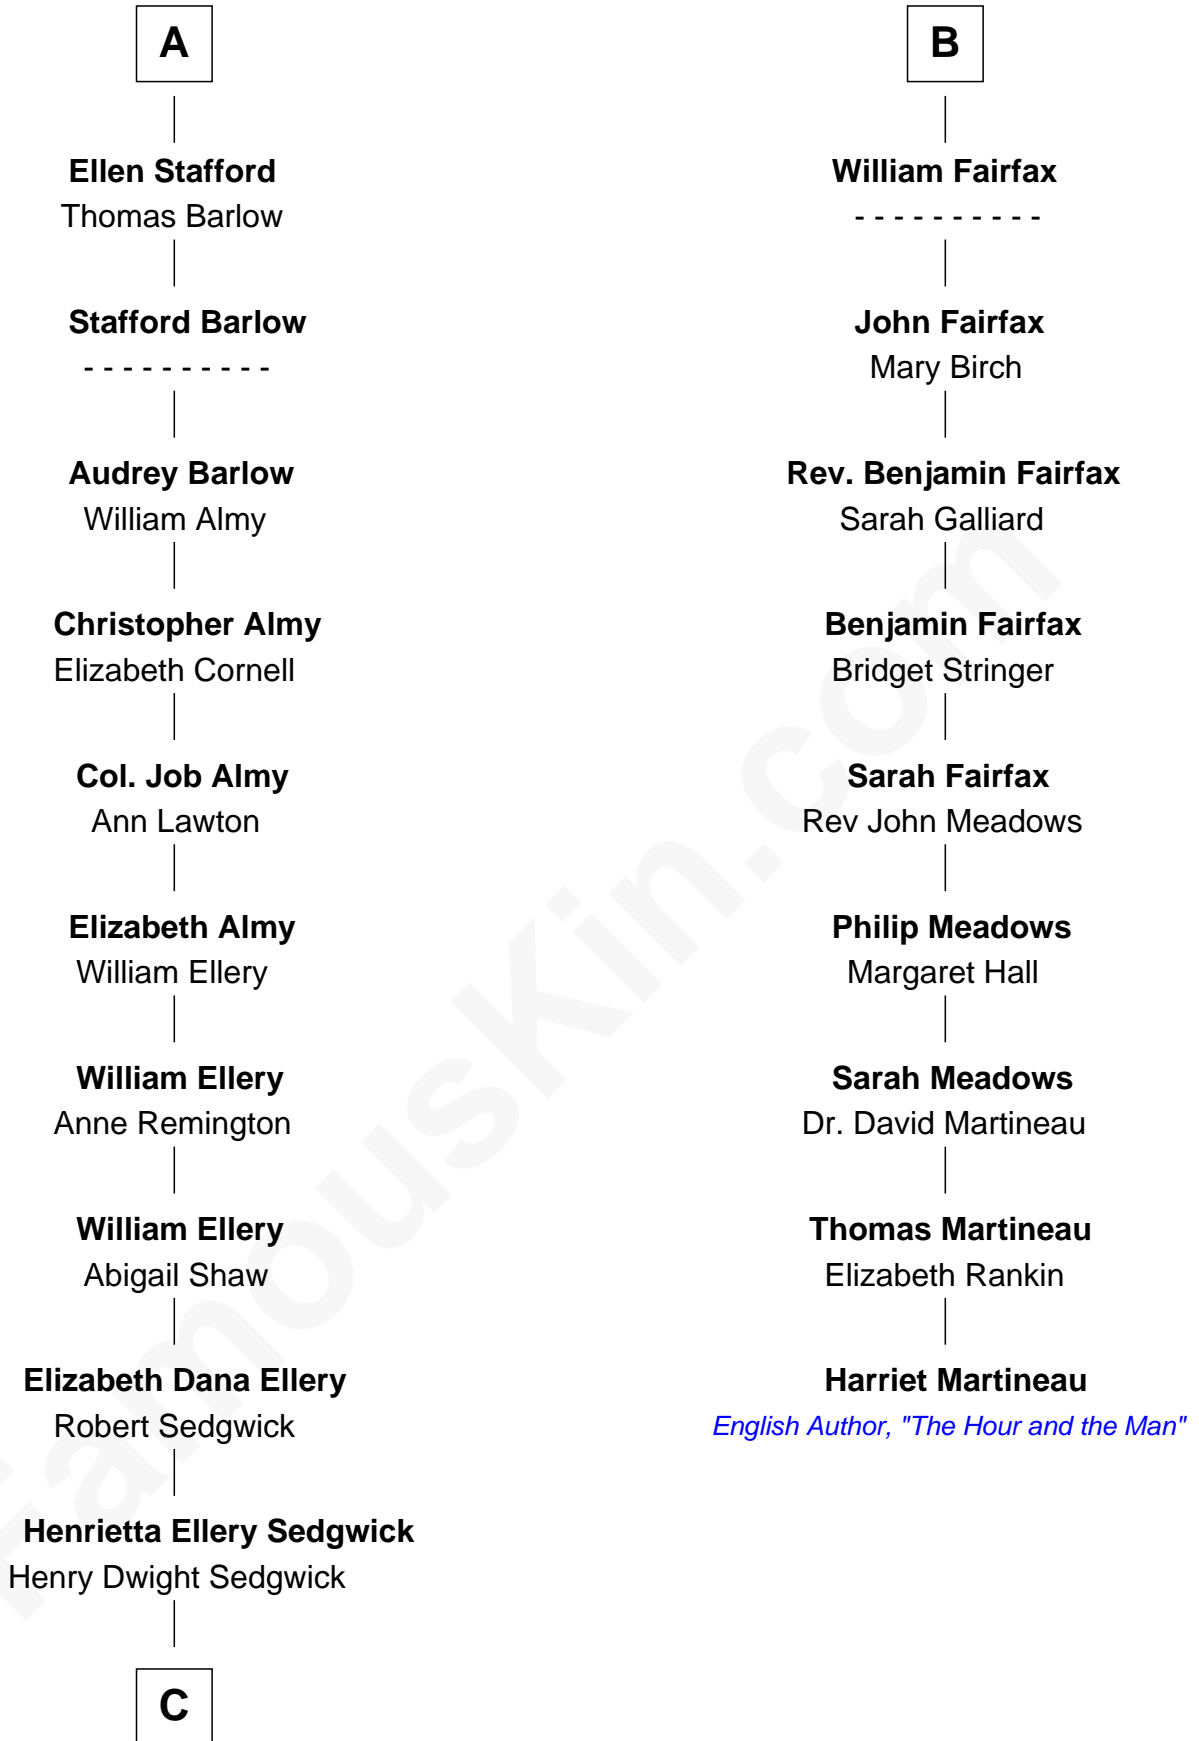 A
Ellen Stafford
Thomas Barlow
Stafford Barlow
- - - - - - - - - -
Audrey Barlow
William Almy
Christopher Almy
Elizabeth Cornell
Col. Job Almy
Ann Lawton
Elizabeth Almy
William Ellery
William Ellery
Anne Remington
William Ellery
Abigail Shaw
Elizabeth Dana Ellery
Robert Sedgwick
Henrietta Ellery Sedgwick
Henry Dwight Sedgwick
C
B
William Fairfax
- - - - - - - - - -
John Fairfax
Mary Birch
Rev. Benjamin Fairfax
Sarah Galliard
Benjamin Fairfax
Bridget Stringer
Sarah Fairfax
Rev John Meadows
Philip Meadows
Margaret Hall
Sarah Meadows
Dr. David Martineau
Thomas Martineau
Elizabeth Rankin
Harriet Martineau
English Author, "The Hour and the Man"
FamousKin.com